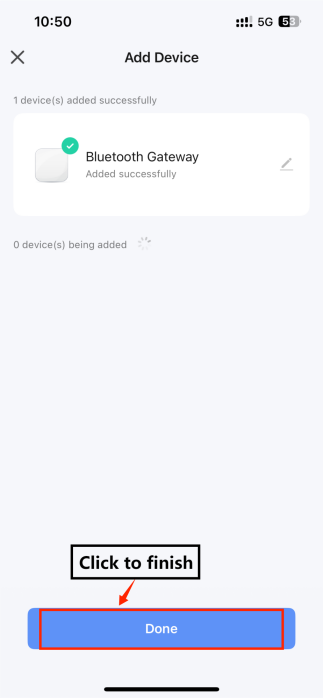 10:50
5G 53
Add Device
1 device(s) added successfully
Bluetooth Gateway
Added successfully
0 device(s) being added
Click to finish
Done